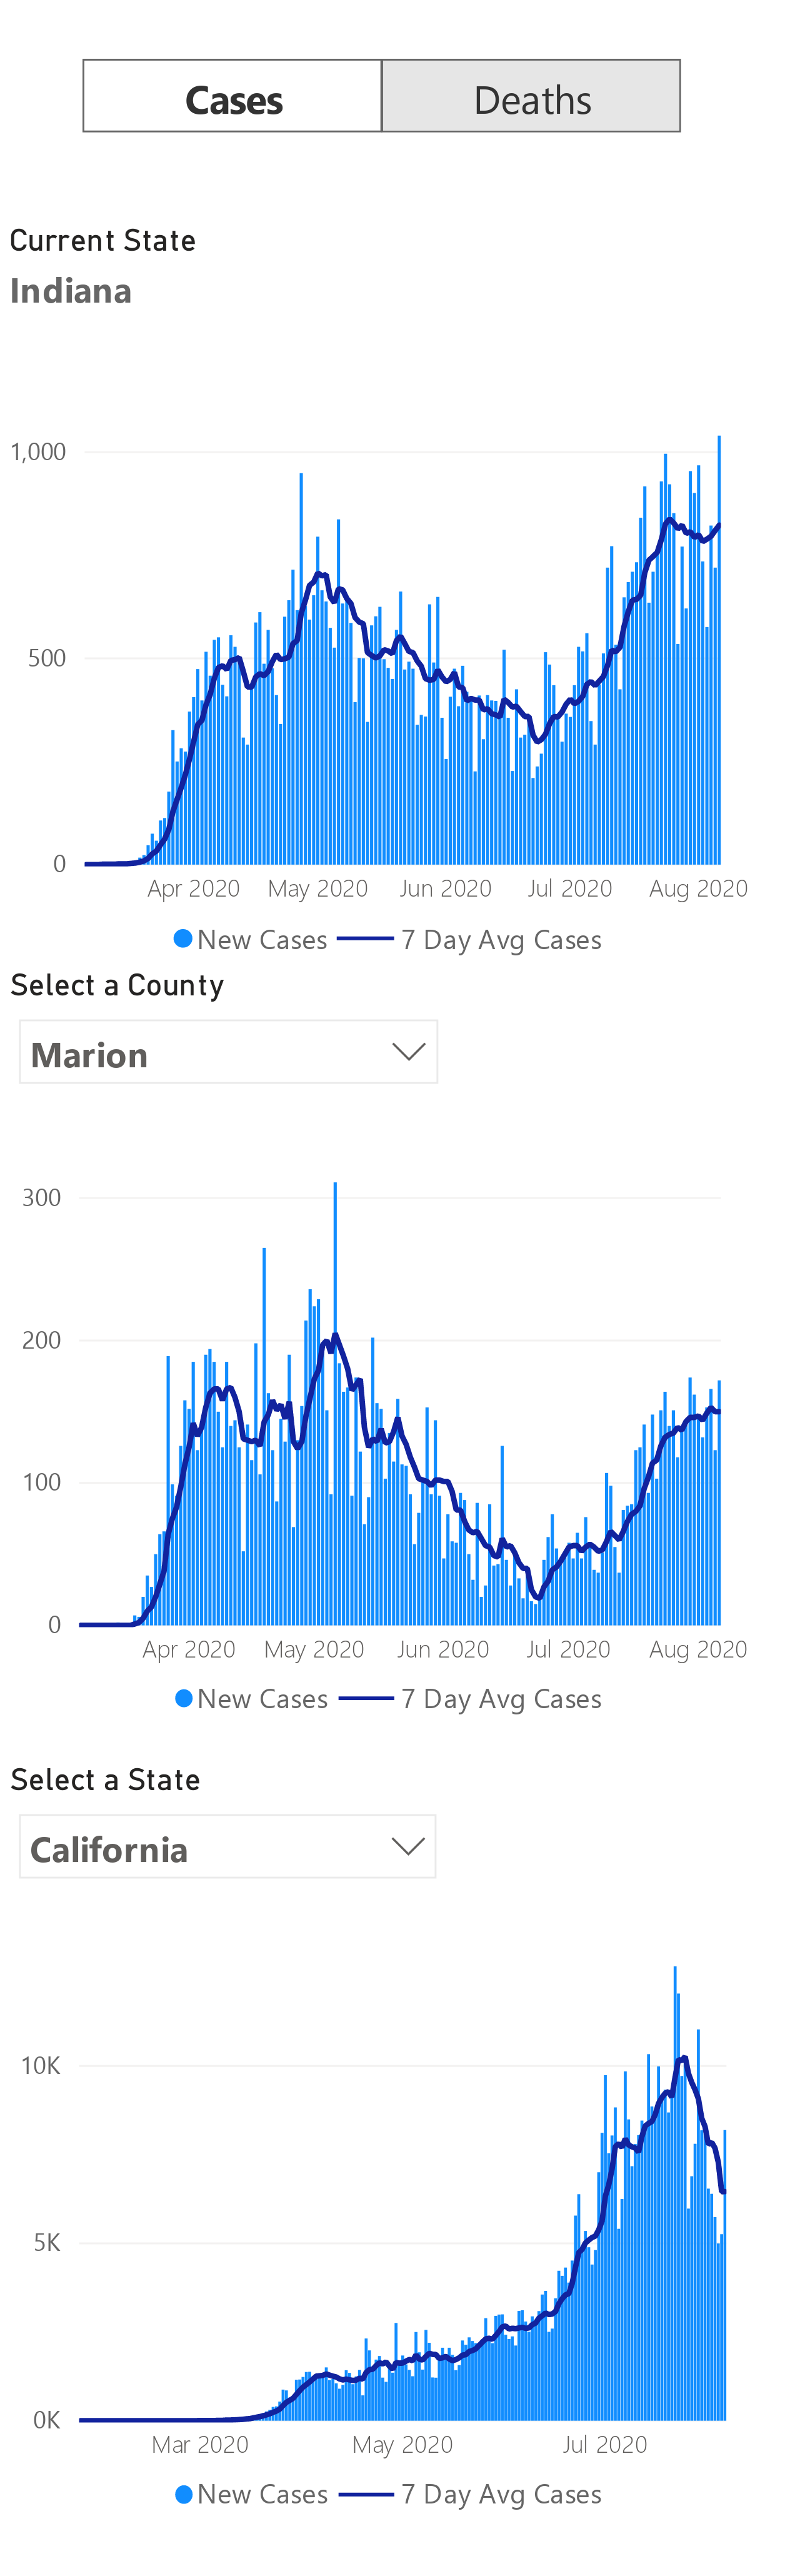 Cases Deaths
Current State
Indiana
1,000
500
0
Apr 2020 May 2020 Jun 2020 Jul 2020 Aug 2020
New Cases 7 Day Avg Cases
Select a County
Marion
300
200
100
0
Apr 2020 May 2020 Jun 2020 Jul 2020 Aug 2020
New Cases 7 Day Avg Cases
Select a State
California
10K
5K
0K
Mar 2020 May 2020 Jul 2020
New Cases 7 Day Avg Cases